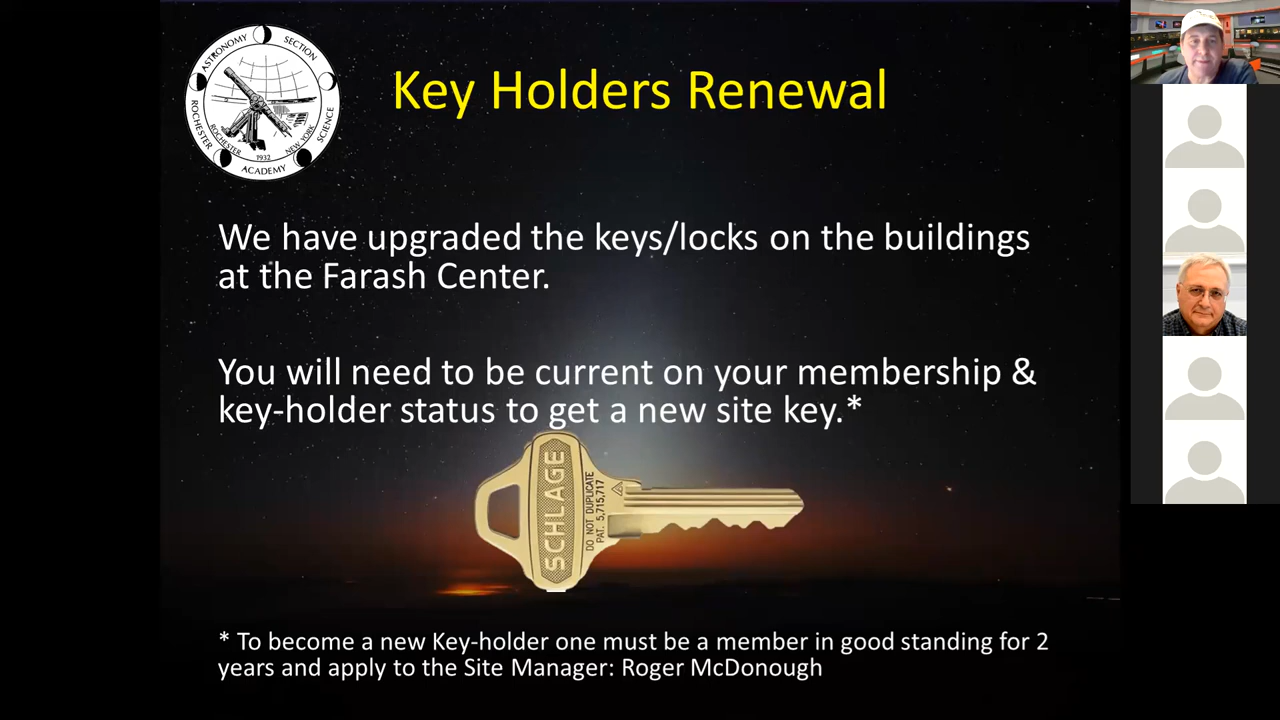 ASTRONOMY SECTION
ROCHESTER ACADEMY SCIENCE
ROCHESTER NEW YORK
1932
Key Holders Renewal
We have upgraded the keys/locks on the buildings
at the Farash Center.
You will need to be current on your membership &
key-holder status to get a new site key.*
SCHLAGE
DO NOT DUPLICATE
PAT. 5,715,717
* To become a new Key-holder one must be a member in good standing for 2
years and apply to the Site Manager: Roger McDonough